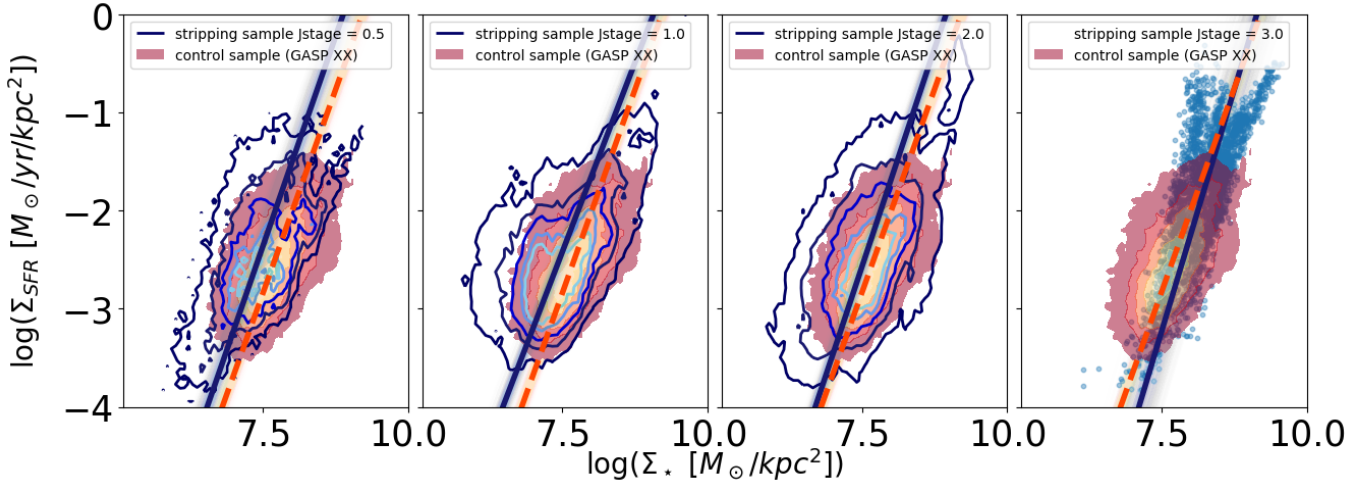 0
−1
−2
−3
−4
log(Σ_SFR [M⊙/yr/kpc²])
stripping sample Jstage = 0.5
control sample (GASP XX)
stripping sample Jstage = 1.0
control sample (GASP XX)
stripping sample Jstage = 2.0
control sample (GASP XX)
stripping sample Jstage = 3.0
control sample (GASP XX)
7.5
10.0
7.5
10.0
7.5
10.0
7.5
10.0
log(Σ⋆ [M⊙/kpc²])